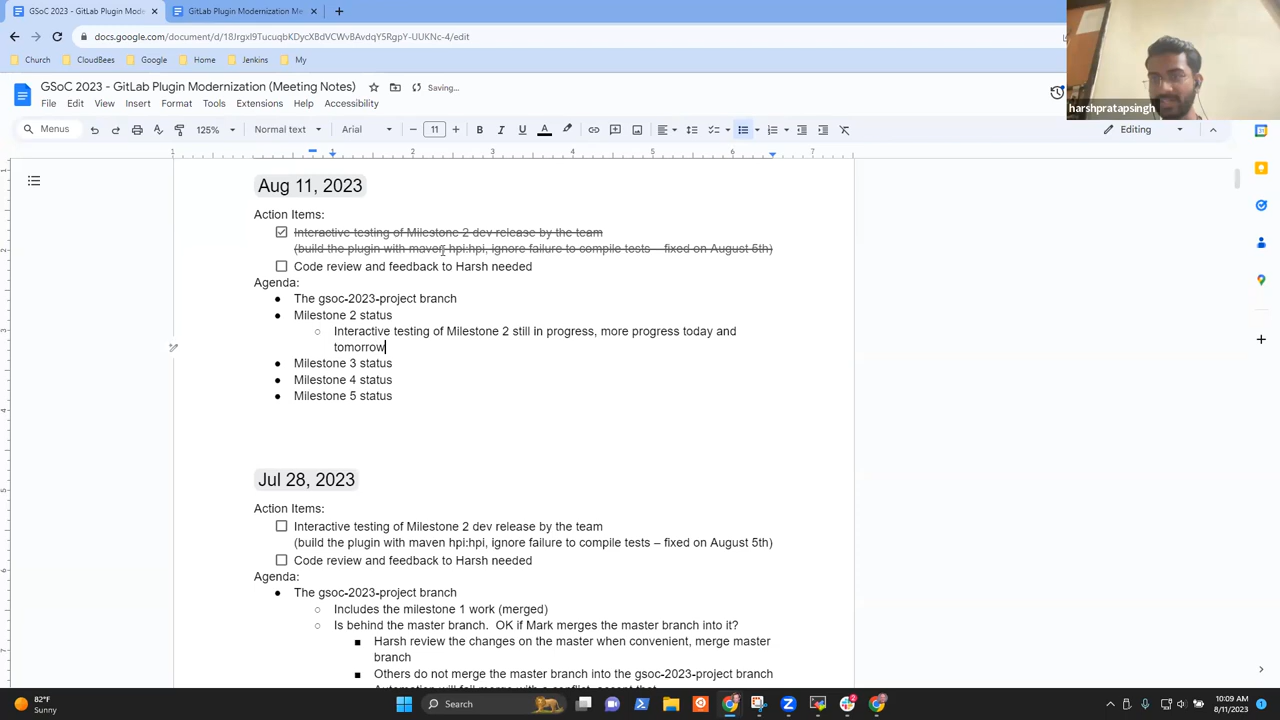 GSoC 2023 - GitLab Plugin Mode
GitLab Plugin Modernization - M
docs.google.com/document/d/18JrgxI9TucuqbKDycXBdVCWvBAvdqY5RgpY-UUKNc-4/edit
Church
CloudBees
Google
Home
Jenkins
My
GSoC 2023 - GitLab Plugin Modernization (Meeting Notes)
Saving...
File
Edit
View
Insert
Format
Tools
Extensions
Accessibility
harshpratapsingh
Menus
125%
Normal text
Arial
11
Editing
1 1 2 3 4 5 6 7
Aug 11, 2023
Action Items:
Interactive testing of Milestone 2 dev release by the team
(build the plugin with maven hpi:hpi, ignore failure to compile tests – fixed on August 5th)
Code review and feedback to Harsh needed
Agenda:
● The gsoc-2023-project branch
● Milestone 2 status
○ Interactive testing of Milestone 2 still in progress, more progress today and
tomorrow
● Milestone 3 status
● Milestone 4 status
● Milestone 5 status
Jul 28, 2023
Action Items:
Interactive testing of Milestone 2 dev release by the team
(build the plugin with maven hpi:hpi, ignore failure to compile tests – fixed on August 5th)
Code review and feedback to Harsh needed
Agenda:
● The gsoc-2023-project branch
○ Includes the milestone 1 work (merged)
○ Is behind the master branch. OK if Mark merges the master branch into it?
■ Harsh review the changes on the master when convenient, merge master
branch
■ Others do not merge the master branch into the gsoc-2023-project branch
82°F
Sunny
Search
10:09 AM
8/11/2023